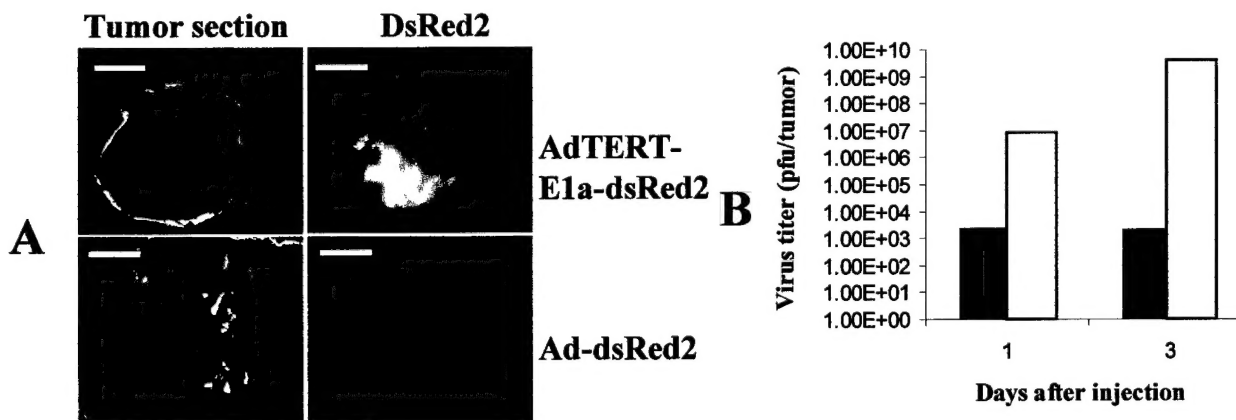 Tumor section
DsRed2
AdTERT-
E1a-dsRed2
A
Ad-dsRed2
B
Virus titer (pfu/tumor)
1.00E+10
1.00E+09
1.00E+08
1.00E+07
1.00E+06
1.00E+05
1.00E+04
1.00E+03
1.00E+02
1.00E+01
1.00E+00
1
3
Days after injection